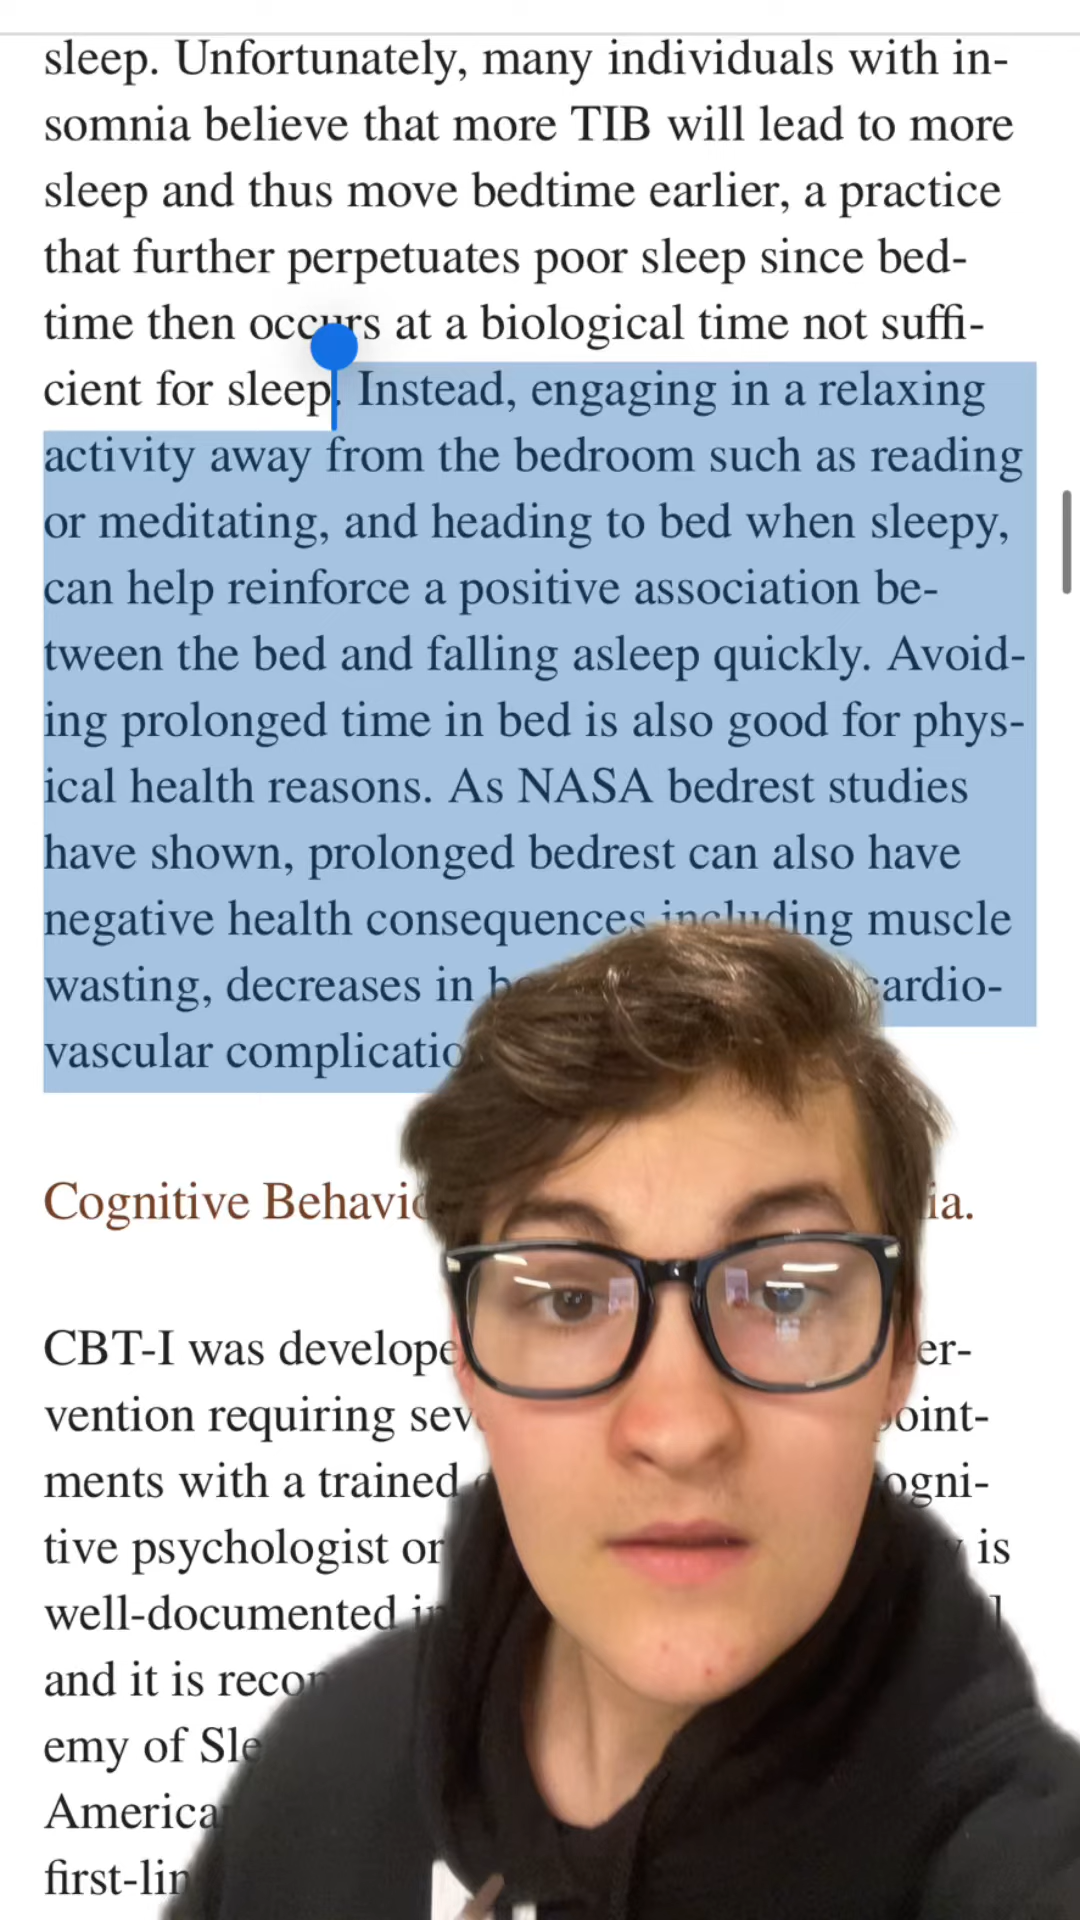 sleep. Unfortunately, many individuals with in-
somnia believe that more TIB will lead to more
sleep and thus move bedtime earlier, a practice
that further perpetuates poor sleep since bed-
time then occurs at a biological time not suffi-
cient for sleep. Instead, engaging in a relaxing
activity away from the bedroom such as reading
or meditating, and heading to bed when sleepy,
can help reinforce a positive association be-
tween the bed and falling asleep quickly. Avoid-
ing prolonged time in bed is also good for phys-
ical health reasons. As NASA bedrest studies
have shown, prolonged bedrest can also have
negative health consequences including muscle
wasting, decreases in cardio-
vascular
Cognitive
CBT-I was
vention requiring
ments with a trained
tive psychologist or is
well-documented
and it is
emy of